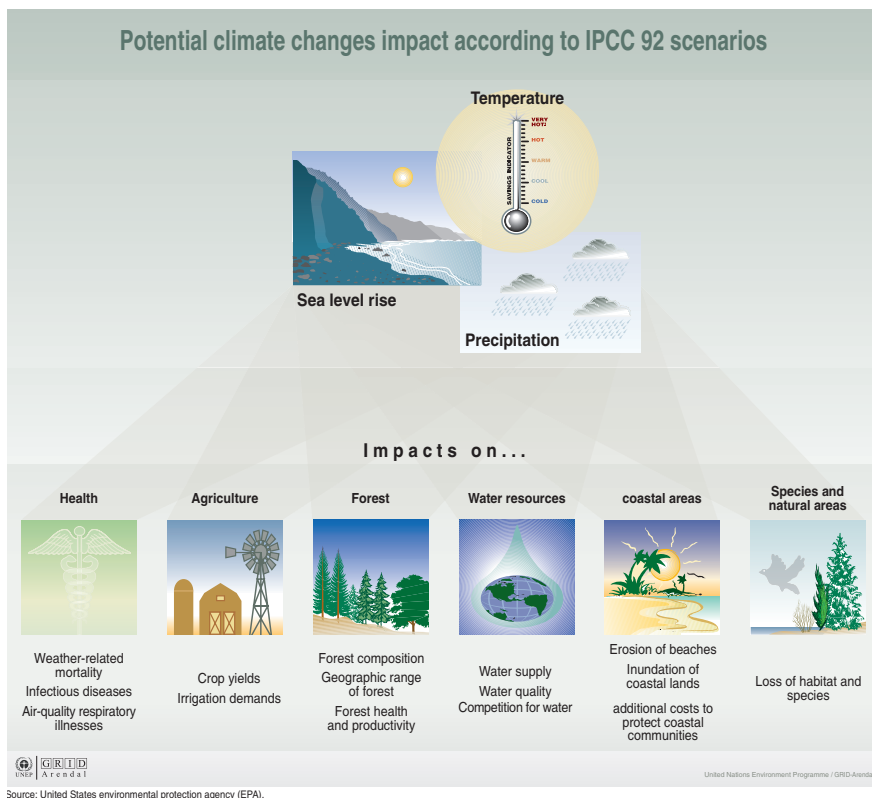 Potential climate changes impact according to IPCC 92 scenarios
Temperature
VERY
HOT!
HOT
WARM
COOL
COLD
SAVINGS INDICATOR
Sea level rise
Precipitation
Impacts on...
Health
Agriculture
Forest
Water resources
coastal areas
Species and
natural areas
Weather-related
mortality
Infectious diseases
Air-quality respiratory
illnesses
Crop yields
Irrigation demands
Forest composition
Geographic range
of forest
Forest health
and productivity
Water supply
Water quality
Competition for water
Erosion of beaches
Inundation of
coastal lands
additional costs to
protect coastal
communities
Loss of habitat and
species
UNEP
GRID
Arendal
United Nations Environment Programme / GRID-Arendal
Source: United States environmental protection agency (EPA).